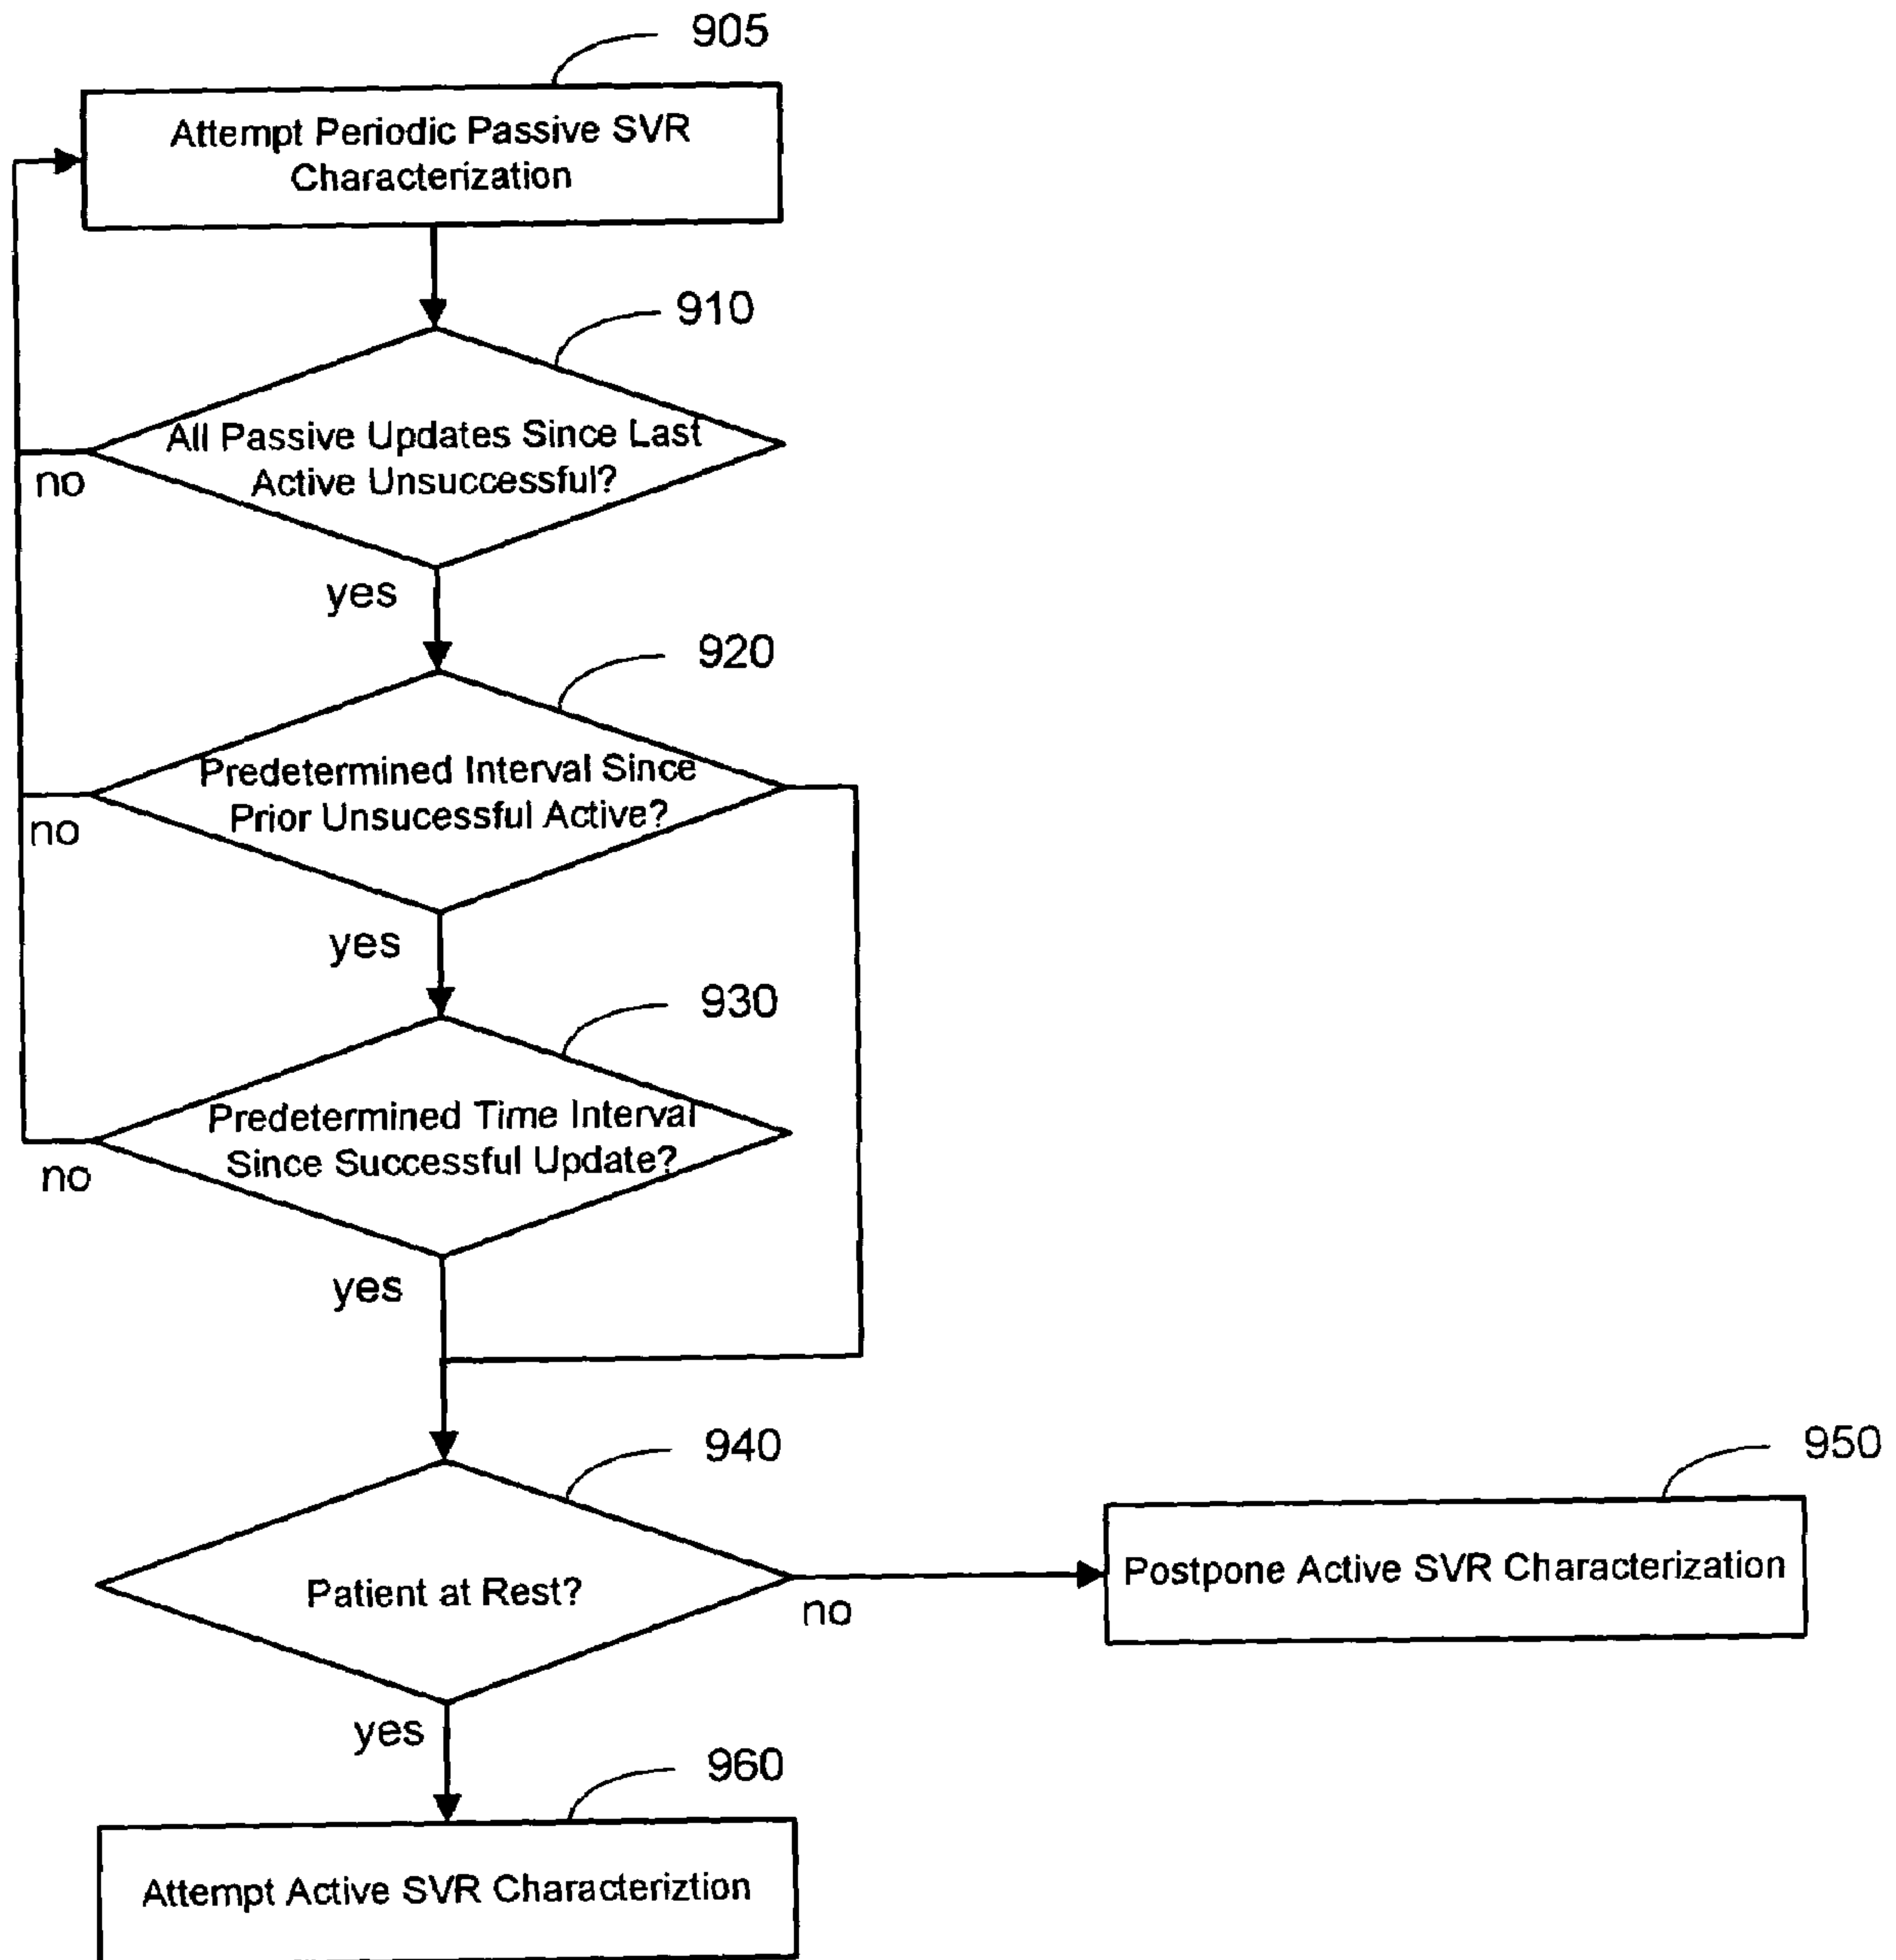 905
Attempt Periodic Passive SVR
Characterization
910
All Passive Updates Since Last
Active Unsuccessful?
no
yes
920
Predetermined Interval Since
Prior Unsucessful Active?
no
yes
930
Predetermined Time Interval
Since Successful Update?
no
yes
940
Patient at Rest?
no
950
Postpone Active SVR Characterization
yes
960
Attempt Active SVR Characteriztion